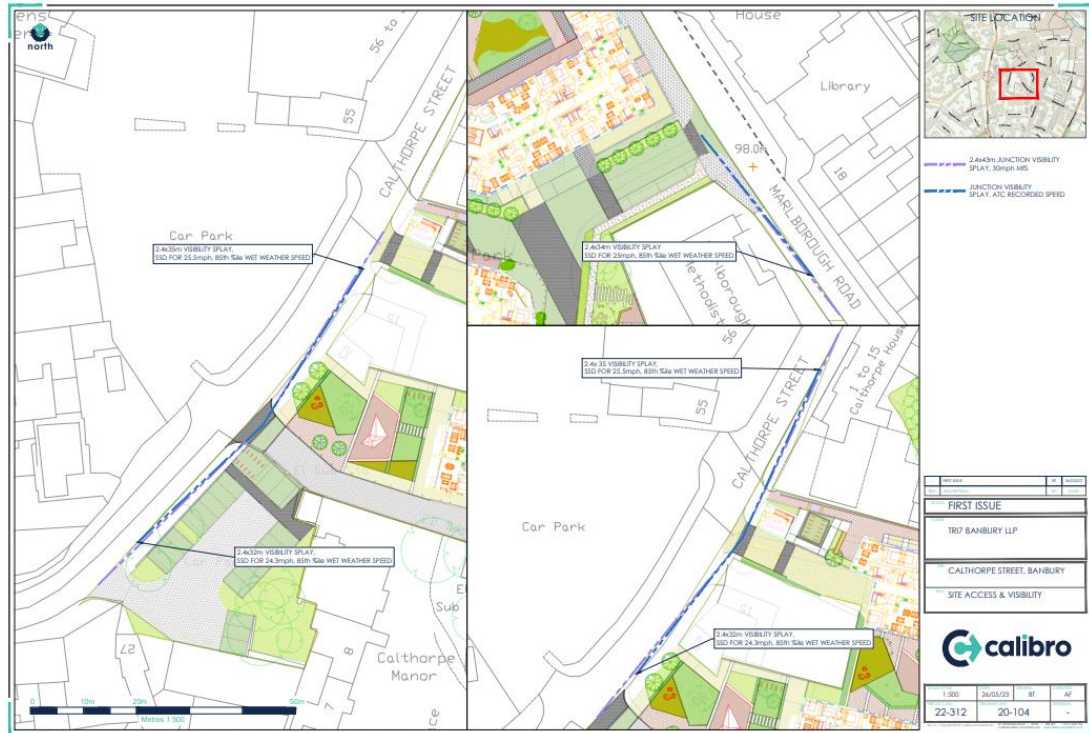 north
56 to
55
CALTHORPE STREET
Car Park
2.4x35m VISIBILITY SPLAY,
SSD FOR 25.5mph, 85th %ile WET WEATHER SPEED
2.4x32m VISIBILITY SPLAY,
SSD FOR 24.3mph, 85th %ile WET WEATHER SPEED
Sub
Calthorpe
Manor
27
8
7
0 10m 25m 50m
Metres 1:500
House
Library
98.0m
18
MARLBOROUGH ROAD
2.4x34m VISIBILITY SPLAY
SSD FOR 25mph, 85th %ile WET WEATHER SPEED
Methodist
56
2.4x 35 VISIBILITY SPLAY,
SSD FOR 25.5mph, 85th %ile WET WEATHER SPEED
55
CALTHORPE STREET
1 to 15
Calthorpe House
Car Park
2.4x32m VISIBILITY SPLAY,
SSD FOR 24.3mph, 85th %ile WET WEATHER SPEED
SITE LOCATION
2.4x43m JUNCTION VISIBILITY
SPLAY, 30mph MfS
JUNCTION VISIBILITY
SPLAY, ATC RECORDED SPEED
FIRST ISSUE
BT
FIRST ISSUE
TRI7 BANBURY LLP
CALTHORPE STREET, BANBURY
SITE ACCESS & VISIBILITY
calibro
1:500 26/05/23 BT AF
22-312 20-104 -